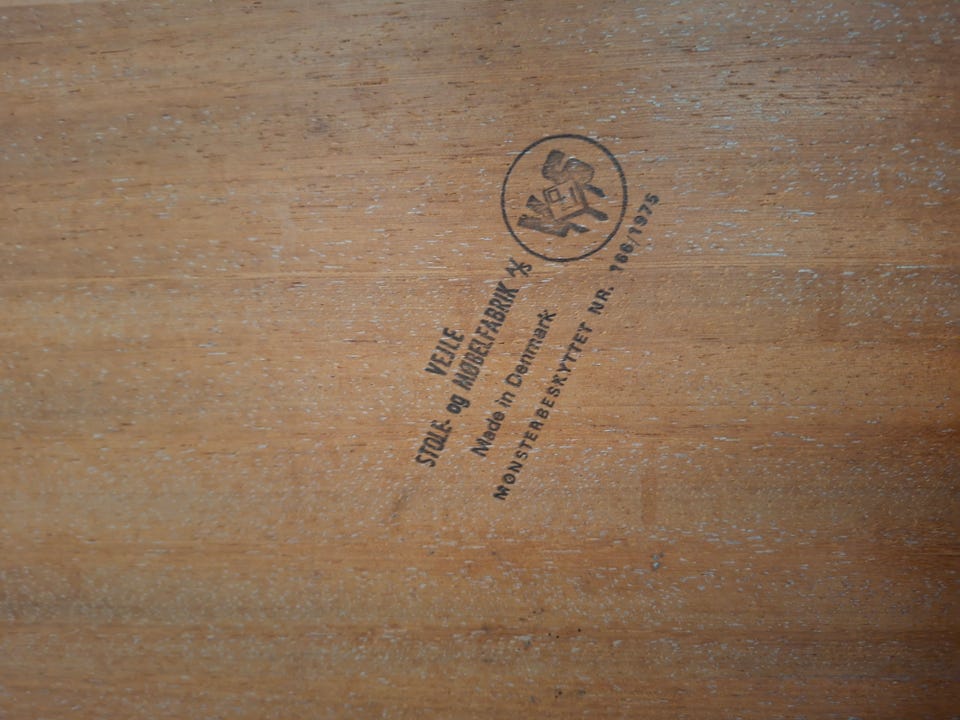 VEJLE
STOLE- og MØBELFABRIK A/S
Made in Denmark
MØNSTERBESKYTTET NR. 166/1975